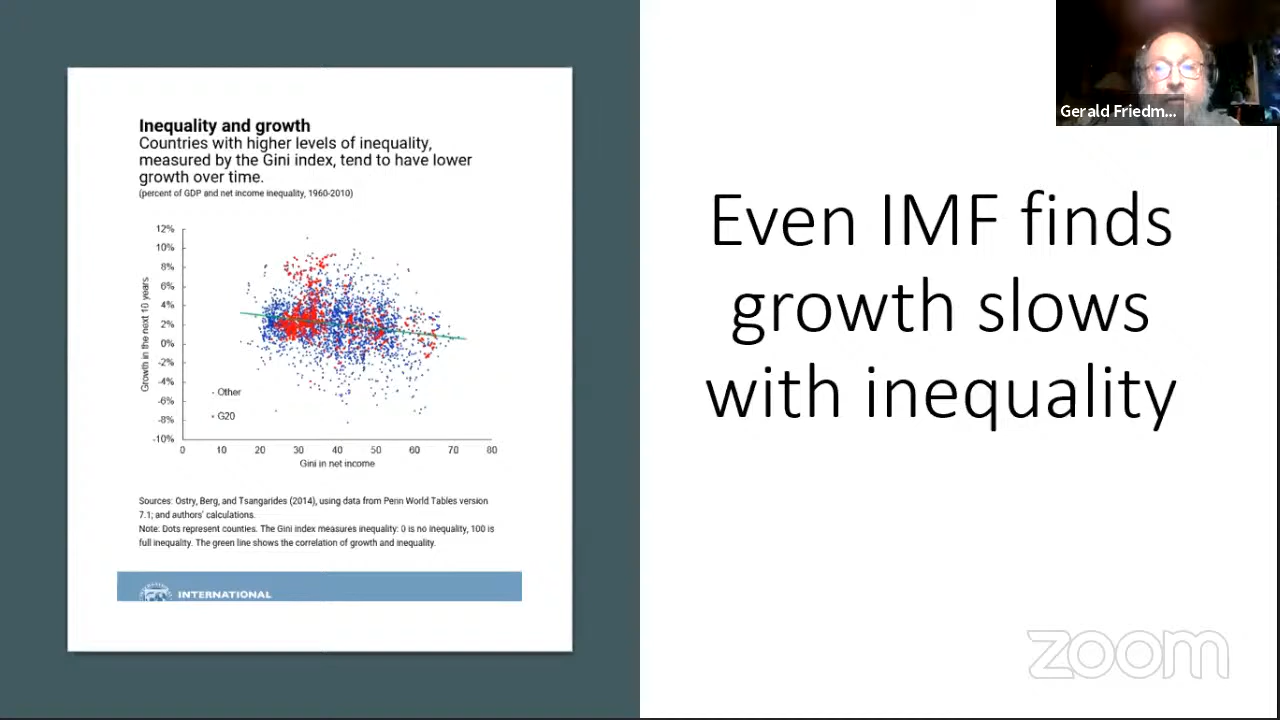 Inequality and growth
Countries with higher levels of inequality,
measured by the Gini index, tend to have lower
growth over time.
(percent of GDP and net income inequality, 1960-2010)
12%
10%
8%
6%
4%
2%
0%
-2%
-4%
-6%
-8%
-10%
Growth in the next 10 years
Other
G20
0 10 20 30 40 50 60 70 80
Gini in net income
Sources: Ostry, Berg, and Tsangarides (2014), using data from Penn World Tables version
7.1; and authors' calculations.
Note: Dots represent counties. The Gini index measures inequality: 0 is no inequality, 100 is
full inequality. The green line shows the correlation of growth and inequality.
INTERNATIONAL
Gerald Friedm...
Even IMF finds
growth slows
with inequality
zoom